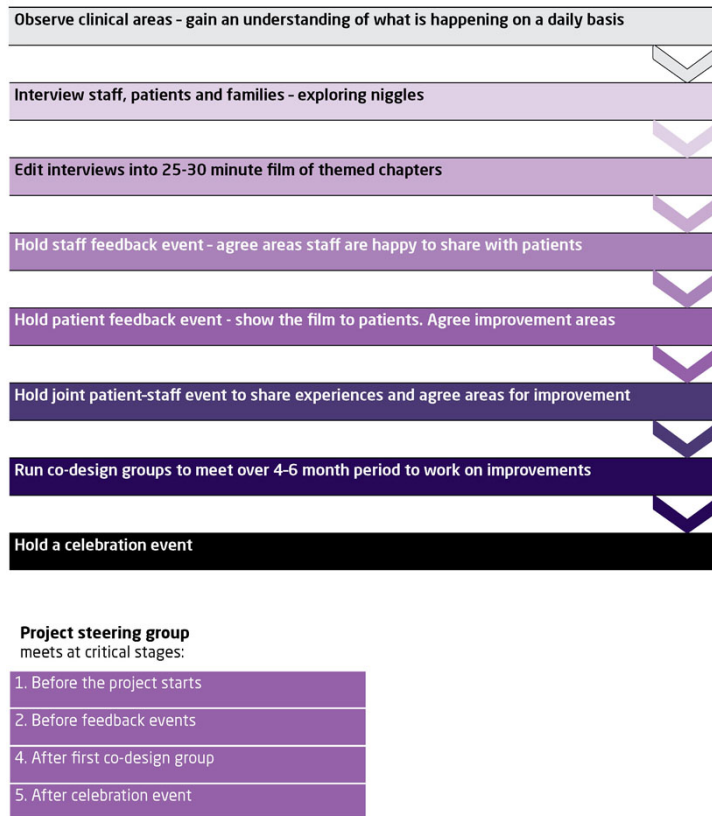 Observe clinical areas – gain an understanding of what is happening on a daily basis
Interview staff, patients and families – exploring niggles
Edit interviews into 25-30 minute film of themed chapters
Hold staff feedback event – agree areas staff are happy to share with patients
Hold patient feedback event - show the film to patients. Agree improvement areas
Hold joint patient-staff event to share experiences and agree areas for improvement
Run co-design groups to meet over 4-6 month period to work on improvements
Hold a celebration event
Project steering group
meets at critical stages:
1. Before the project starts
2. Before feedback events
4. After first co-design group
5. After celebration event